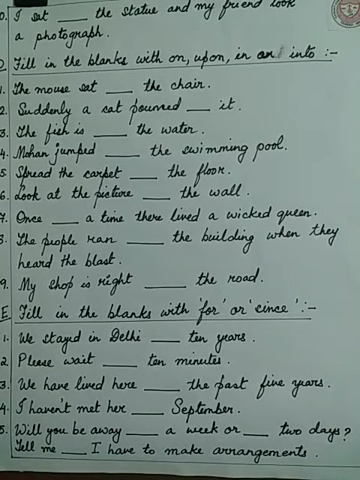 0. I sat ___ the statue and my friend took
a photograph.
D Fill in the blanks with on, upon, in or into :-
1. The mouse sat ___ the chair.
2. Suddenly a cat pounced ___ it.
3. The fish is ___ the water.
4. Mohan jumped ___ the swimming pool.
5 Spread the carpet ___ the floor.
6. Look at the picture ___ the wall.
7. Once ___ a time there lived a wicked queen.
8. The people ran ___ the building when they
heard the blast.
9. My shop is right ___ the road.
E Fill in the blanks with 'for' or 'since' :-
1. We stayed in Delhi ___ ten years.
2 Please wait ___ ten minutes.
3. We have lived here ___ the past five years.
4. I haven't met her ___ September.
5. Will you be away ___ a week or ___ two days?
Tell me ___ I have to make arrangements.